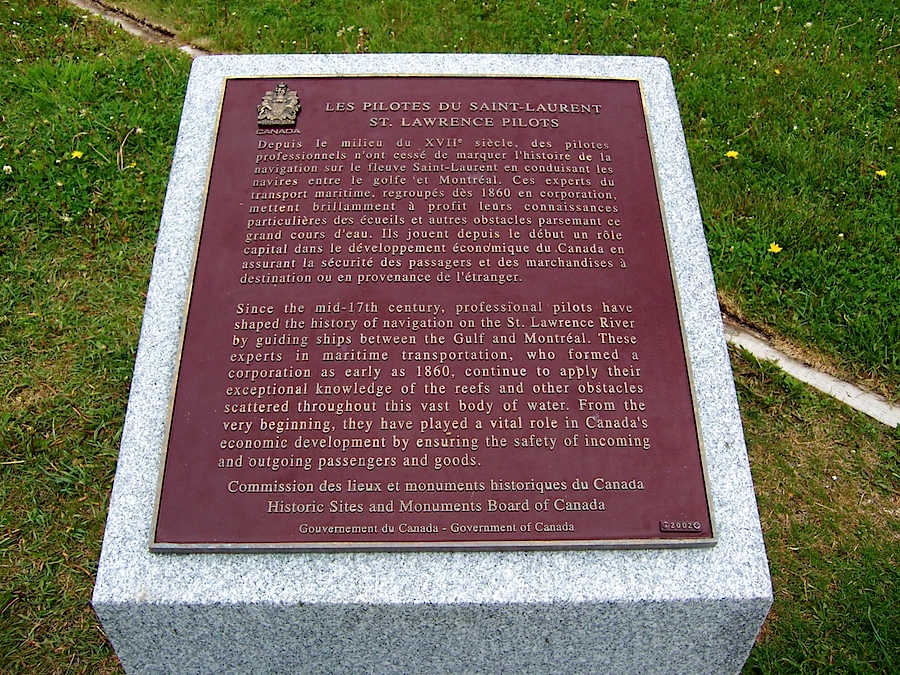 CANADA
LES PILOTES DU SAINT-LAURENT
ST. LAWRENCE PILOTS
Depuis le milieu du XVIIe siècle, des pilotes
professionnels n'ont cessé de marquer l'histoire de la
navigation sur le fleuve Saint-Laurent en conduisant les
navires entre le golfe et Montréal. Ces experts du
transport maritime, regroupés dès 1860 en corporation,
mettent brillamment à profit leurs connaissances
particulières des écueils et autres obstacles parsemant ce
grand cours d'eau. Ils jouent depuis le début un rôle
capital dans le développement économique du Canada en
assurant la sécurité des passagers et des marchandises à
destination ou en provenance de l'étranger.
Since the mid-17th century, professional pilots have
shaped the history of navigation on the St. Lawrence River
by guiding ships between the Gulf and Montréal. These
experts in maritime transportation, who formed a
corporation as early as 1860, continue to apply their
exceptional knowledge of the reefs and other obstacles
scattered throughout this vast body of water. From the
very beginning, they have played a vital role in Canada's
economic development by ensuring the safety of incoming
and outgoing passengers and goods.
Commission des lieux et monuments historiques du Canada
Historic Sites and Monuments Board of Canada
Gouvernement du Canada - Government of Canada
2002